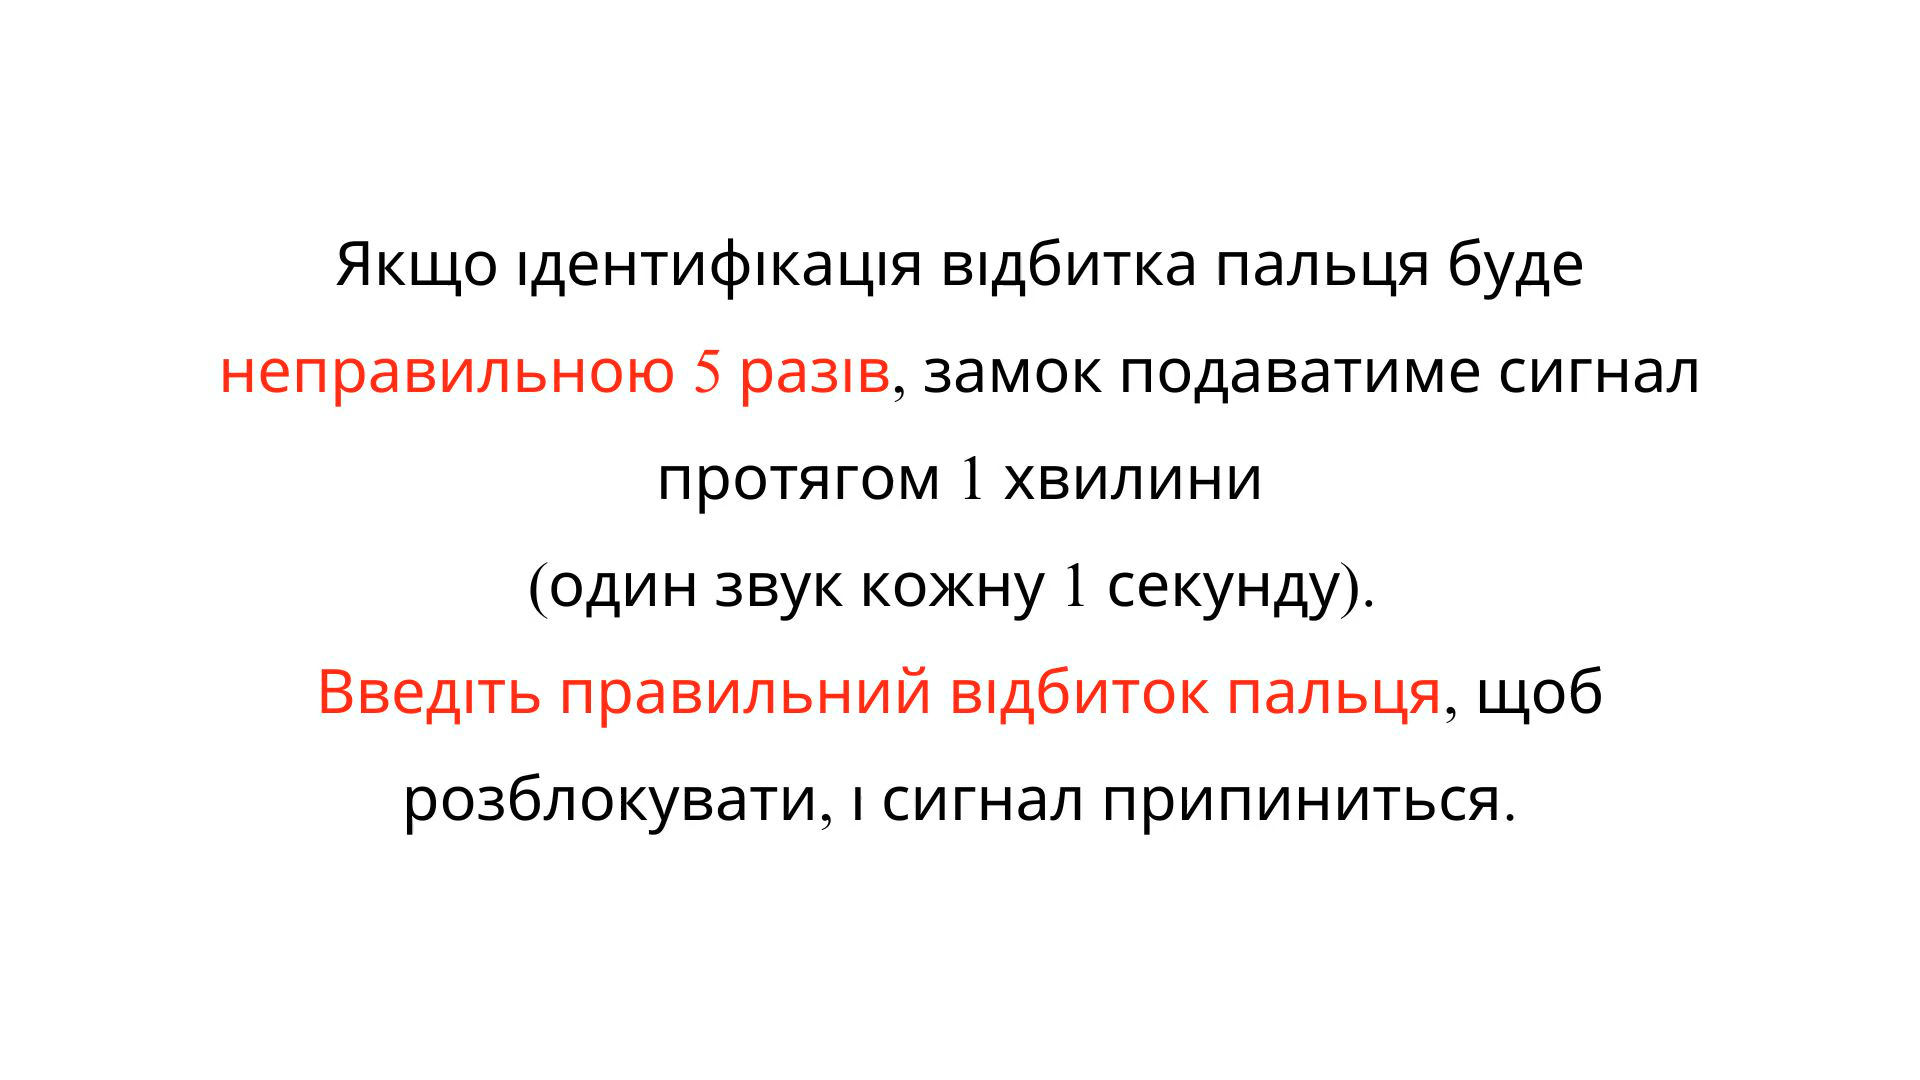 Якщо ідентифікація відбитка пальця буде
неправильною 5 разів, замок подаватиме сигнал
протягом 1 хвилини
(один звук кожну 1 секунду).
Введіть правильний відбиток пальця, щоб
розблокувати, і сигнал припиниться.